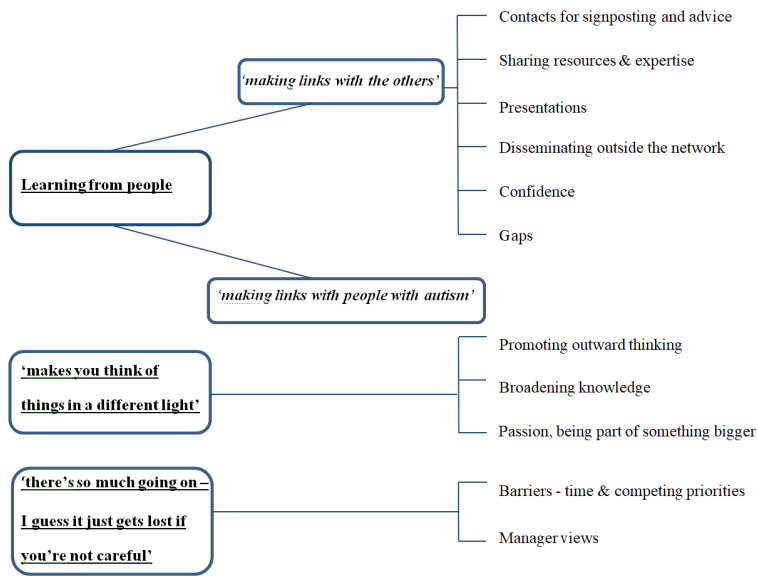 Contacts for signposting and advice
‘making links with the others’
Sharing resources & expertise
Presentations
Disseminating outside the network
Learning from people
Confidence
Gaps
‘making links with people with autism’
Promoting outward thinking
‘makes you think of
things in a different light’
Broadening knowledge
Passion, being part of something bigger
‘there’s so much going on –
I guess it just gets lost if
you’re not careful’
Barriers - time & competing priorities
Manager views